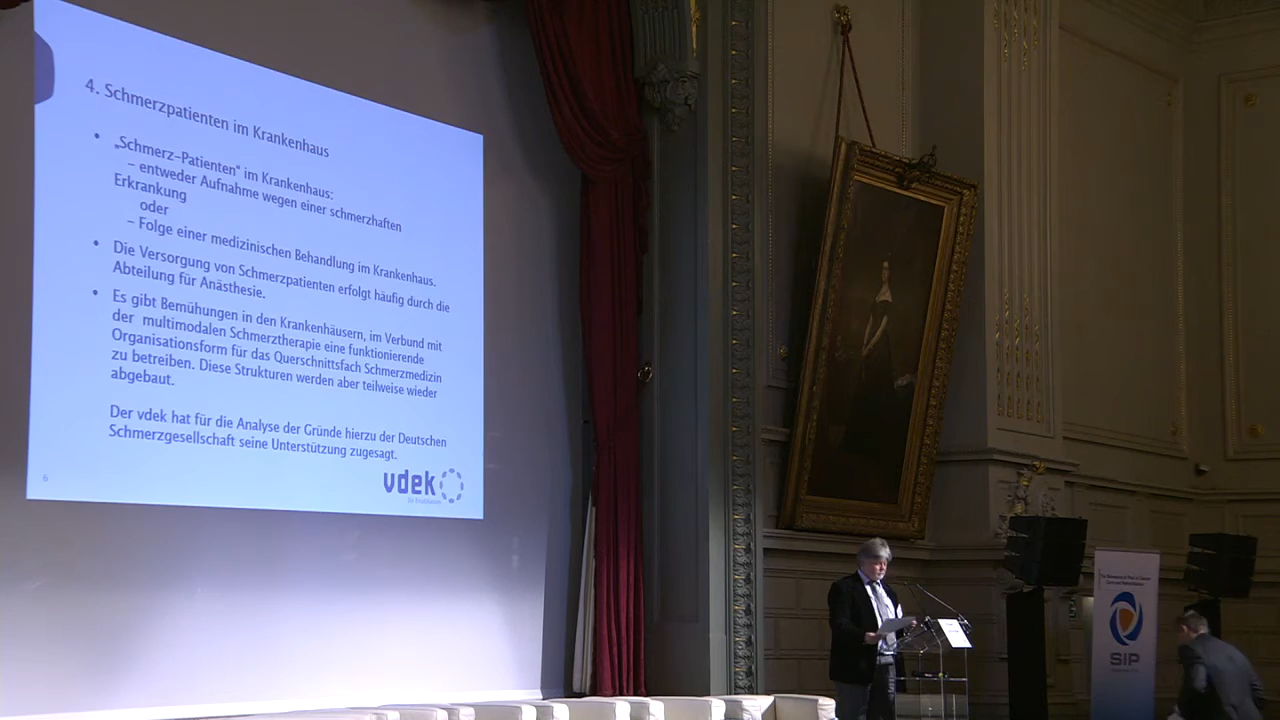 4. Schmerzpatienten im Krankenhaus
• „Schmerz-Patienten“ im Krankenhaus:
– entweder Aufnahme wegen einer schmerzhaften
Erkrankung
oder
– Folge einer medizinischen Behandlung im Krankenhaus.
• Die Versorgung von Schmerzpatienten erfolgt häufig durch die
Abteilung für Anästhesie.
• Es gibt Bemühungen in den Krankenhäusern, im Verbund mit
der multimodalen Schmerztherapie eine funktionierende
Organisationsform für das Querschnittsfach Schmerzmedizin
zu betreiben. Diese Strukturen werden aber teilweise wieder
abgebaut.
Der vdek hat für die Analyse der Gründe hierzu der Deutschen
Schmerzgesellschaft seine Unterstützung zugesagt.
6
vdek
Die Ersatzkassen
SIP